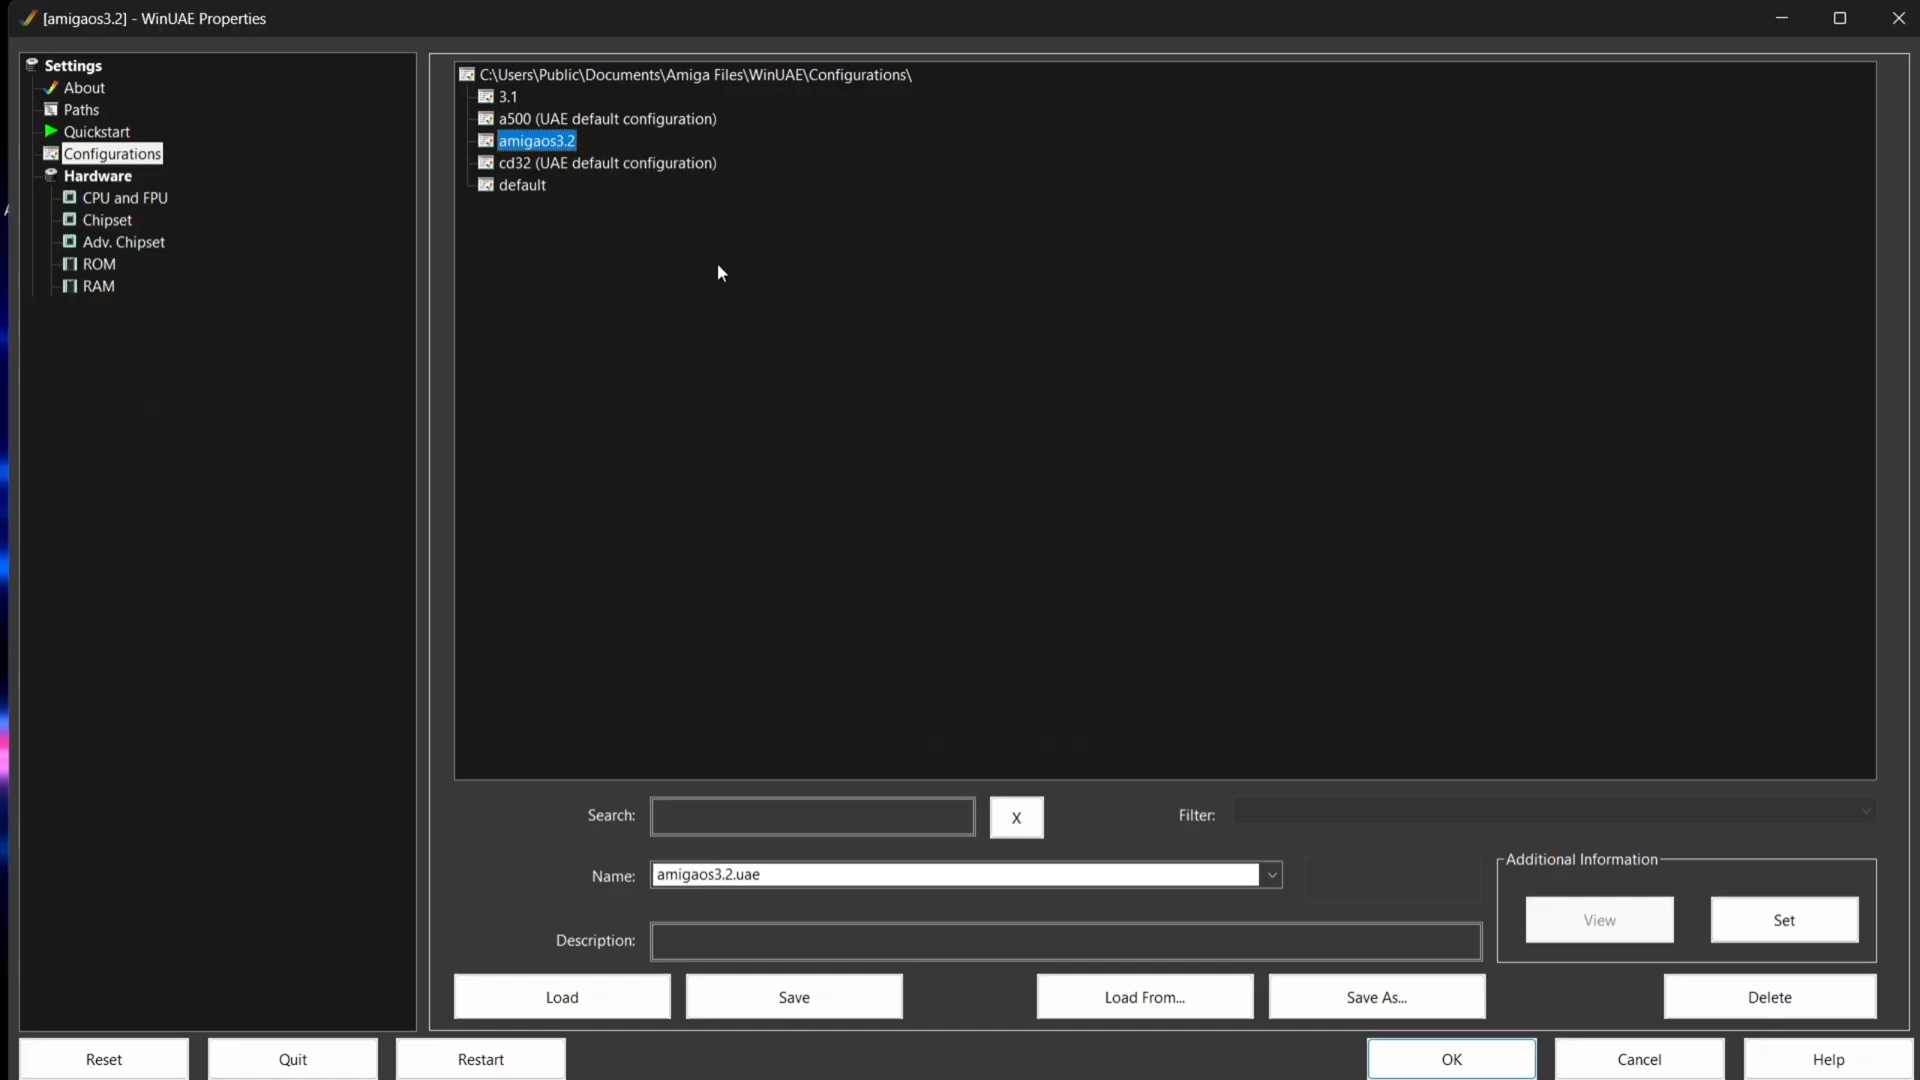 [amigaos3.2] - WinUAE Properties
Settings
About
Paths
Quickstart
Configurations
Hardware
CPU and FPU
Chipset
Adv. Chipset
ROM
RAM
C:\Users\Public\Documents\Amiga Files\WinUAE\Configurations\
3.1
a500 (UAE default configuration)
amigaos3.2
cd32 (UAE default configuration)
default
Search:
X
Filter:
Name:
amigaos3.2.uae
Additional Information
View
Set
Description:
Load
Save
Load From...
Save As...
Delete
Reset
Quit
Restart
OK
Cancel
Help